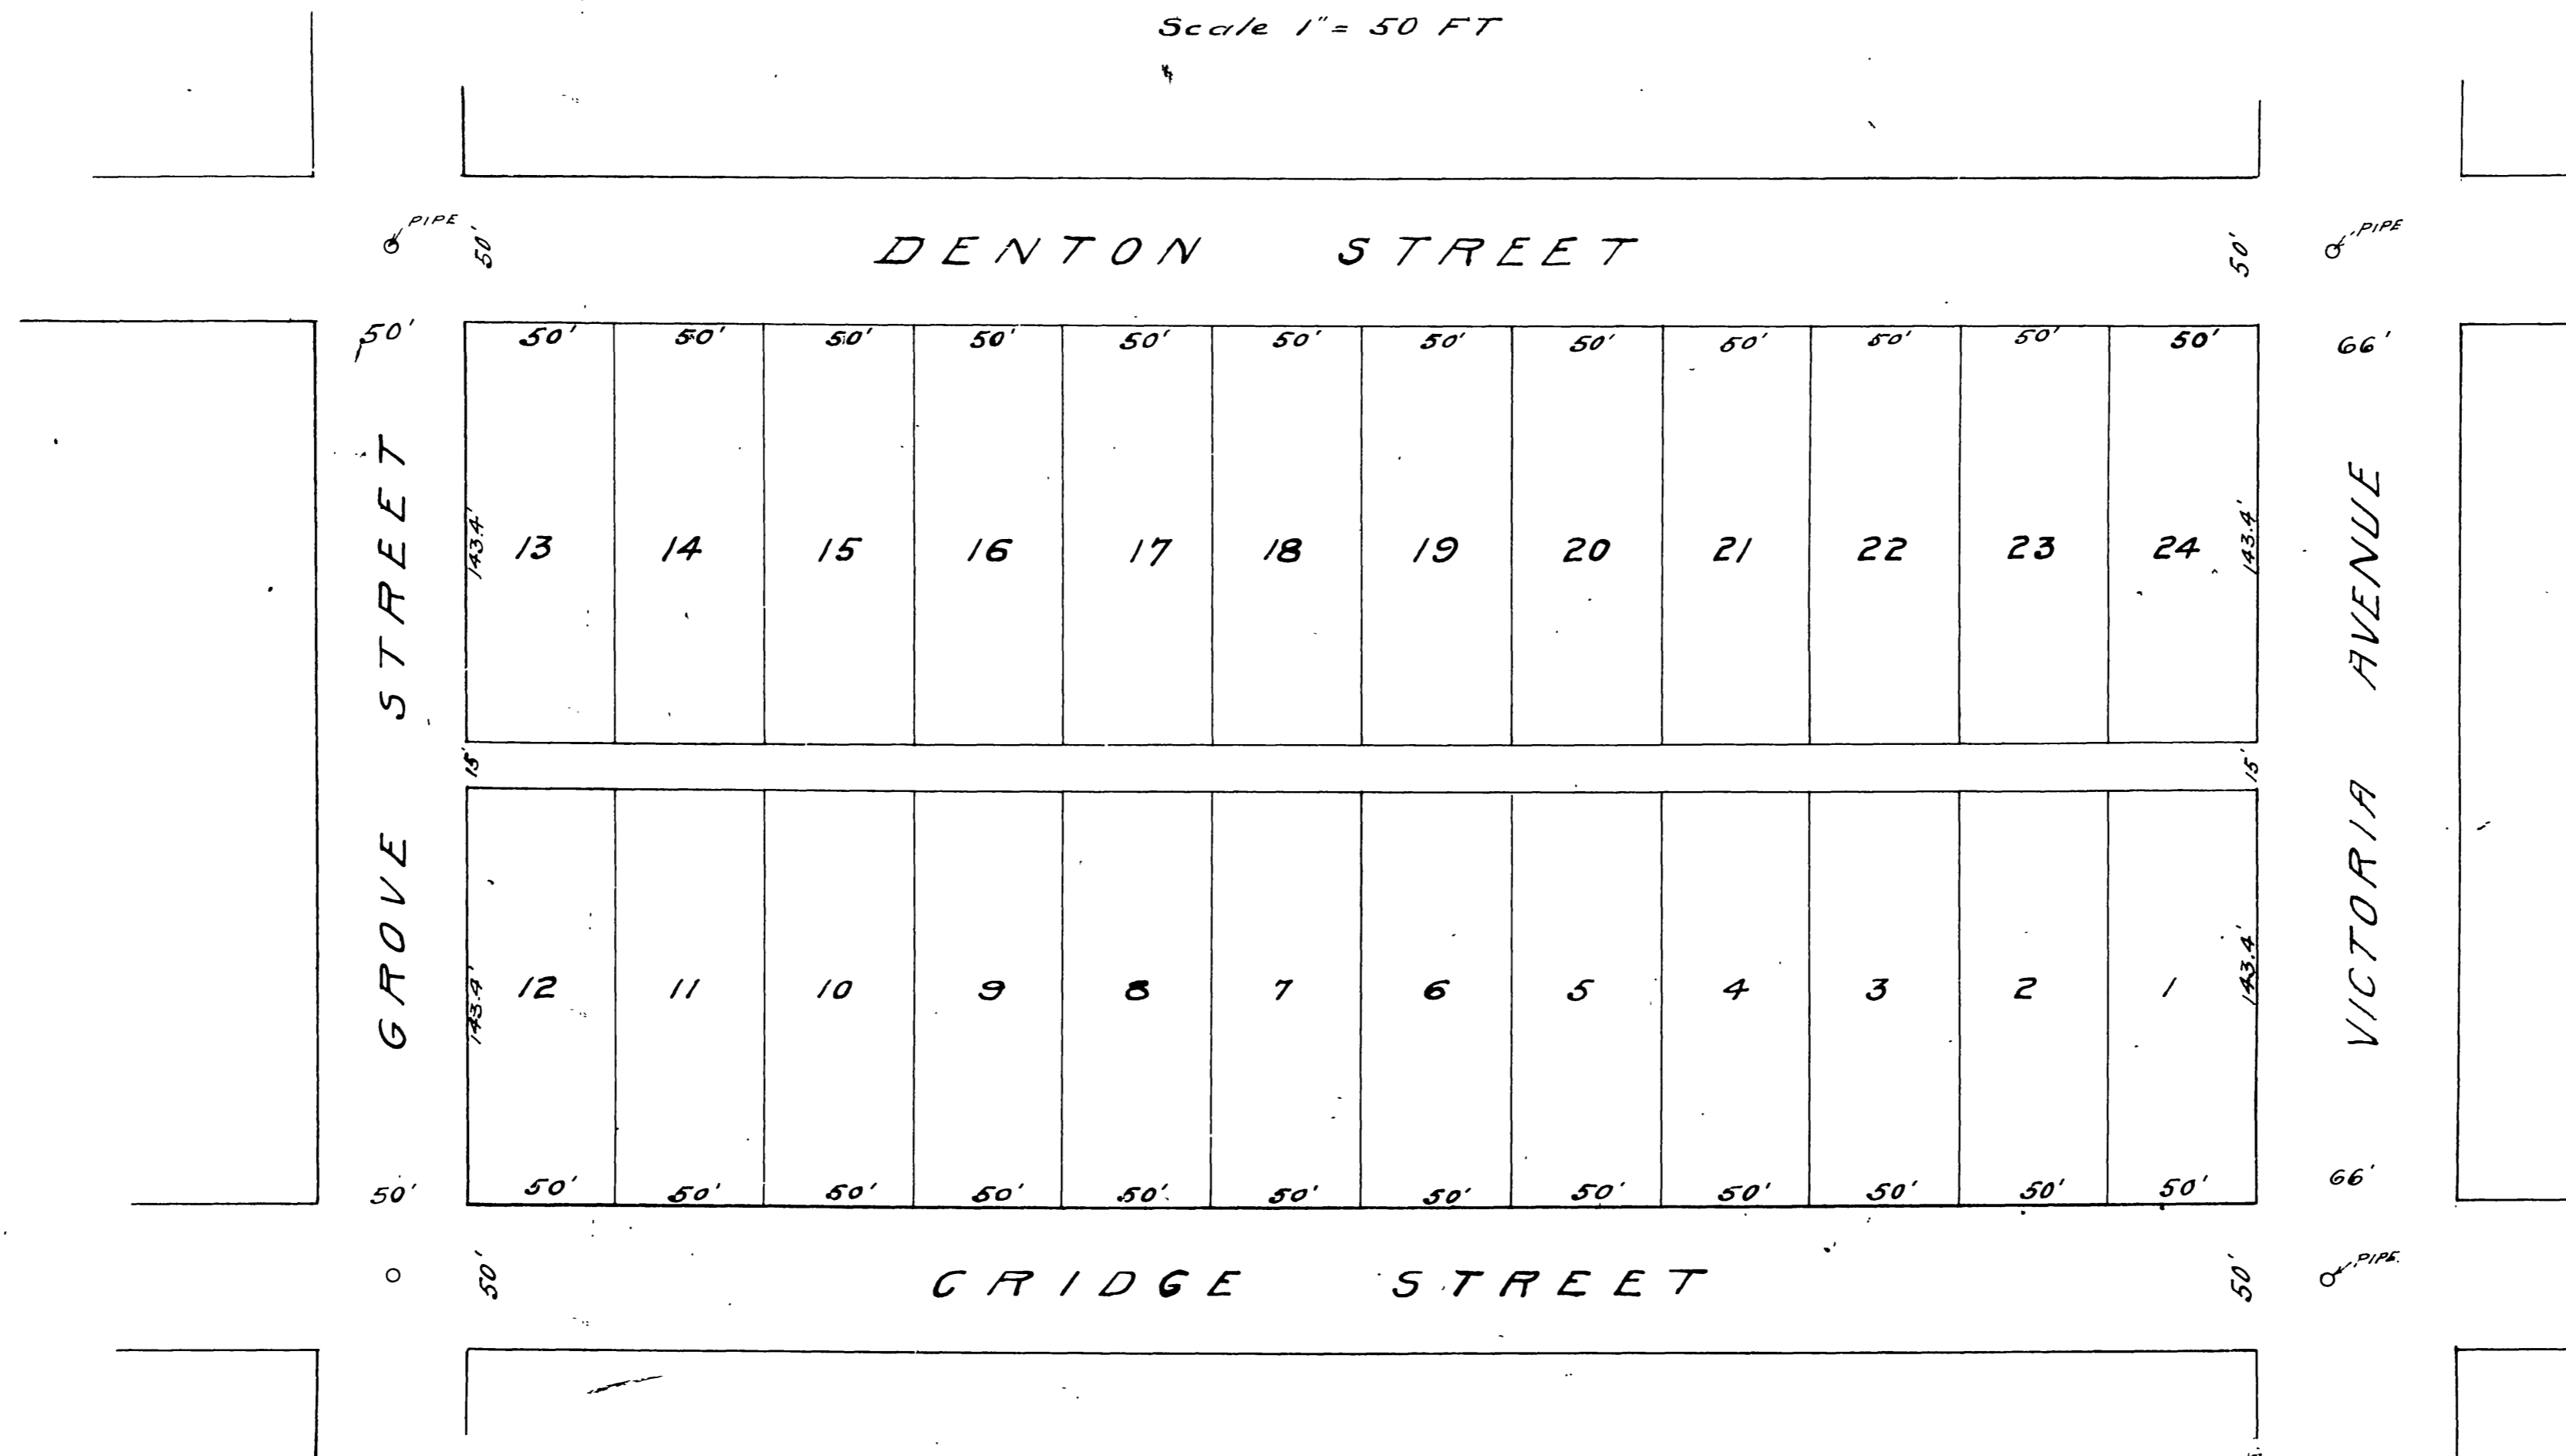 Scale 1"= 50 FT
PIPE
50'
DENTON STREET
50'
PIPE
50'
50' 50' 50' 50' 50' 50' 50' 50' 50' 50' 50' 50'
66'
GROVE STREET
143.4'
13 14 15 16 17 18 19 20 21 22 23 24
143.4'
VICTORIA AVENUE
15'
15'
143.4'
12 11 10 9 8 7 6 5 4 3 2 1
143.4'
50'
50' 50' 50' 50' 50' 50' 50' 50' 50' 50' 50' 50'
66'
50'
CRIDGE STREET
50'
PIPE.